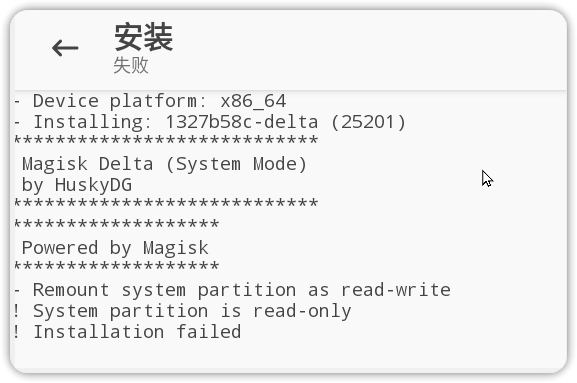 安装
失败
- Device platform: x86_64
- Installing: 1327b58c-delta (25201)
****************************
Magisk Delta (System Mode)
by HuskyDG
****************************
*******************
Powered by Magisk
*******************
- Remount system partition as read-write
! System partition is read-only
! Installation failed